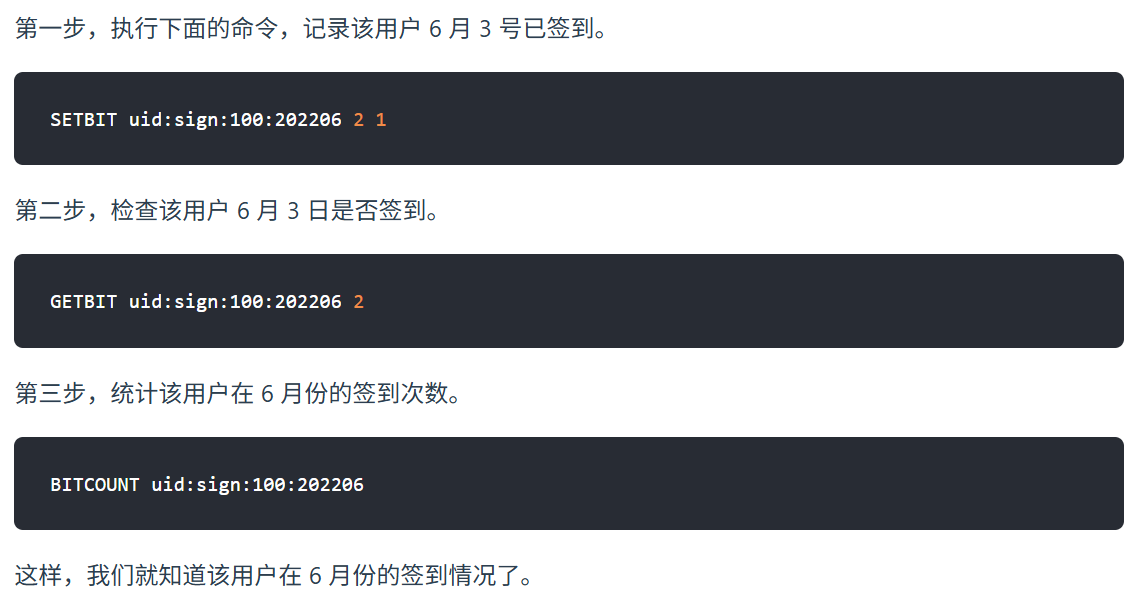 第一步，执行下面的命令，记录该用户 6 月 3 号已签到。
SETBIT uid:sign:100:202206 2 1
第二步，检查该用户 6 月 3 日是否签到。
GETBIT uid:sign:100:202206 2
第三步，统计该用户在 6 月份的签到次数。
BITCOUNT uid:sign:100:202206
这样，我们就知道该用户在 6 月份的签到情况了。